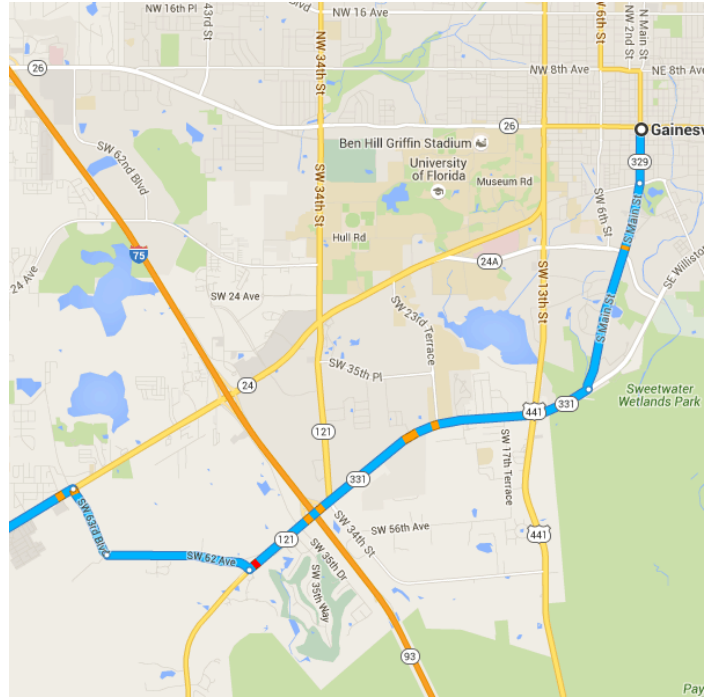 NW 16th Pl
43rd St
NW 16 Ave
SW 6th St
N Main St
NW 2nd St
26
NW 34th St
NW 8th Ave
NE 8th Ave
26
Ben Hill Griffin Stadium
Gainesv
SW 62nd Blvd
University
of Florida
Museum Rd
329
SW 34th St
SW 6th St
S Main St
Hull Rd
75
24A
24 Ave
SW 24 Ave
SE Williston
SW 13th St
SW 23rd Terrace
S Main St
SW 35th Pl
24
Sweetwater
Wetlands Park
441
331
121
SW 17th Terrace
331
SW 63rd Blvd
SW 34th St
SW 56th Ave
121
441
SW 62 Ave
SW 35th Dr
SW 35th Way
93
Pay